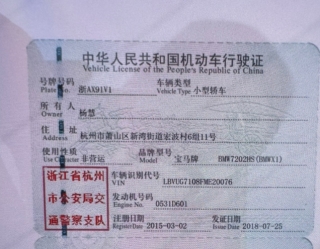 中华人民共和国机动车行驶证
Vehicle License of the People's Republic of China
号牌号码 车辆类型
Plate No. 浙AX91V1 Vehicle Type 小型轿车
所有人
Owner 杨慧
住址
Address 杭州市萧山区新湾街道宏波村6组11号
使用性质 品牌型号
Use Character 非营运 Model 宝马牌 BMW7202HS(BMWX1)
浙江省杭州 车辆识别代号
VIN LBVUG7108FME20076
市公安局交 发动机号码
Engine No. 0531D601
通警察支队 注册日期 发证日期
Register Date 2015-03-02 Issue Date 2018-07-25